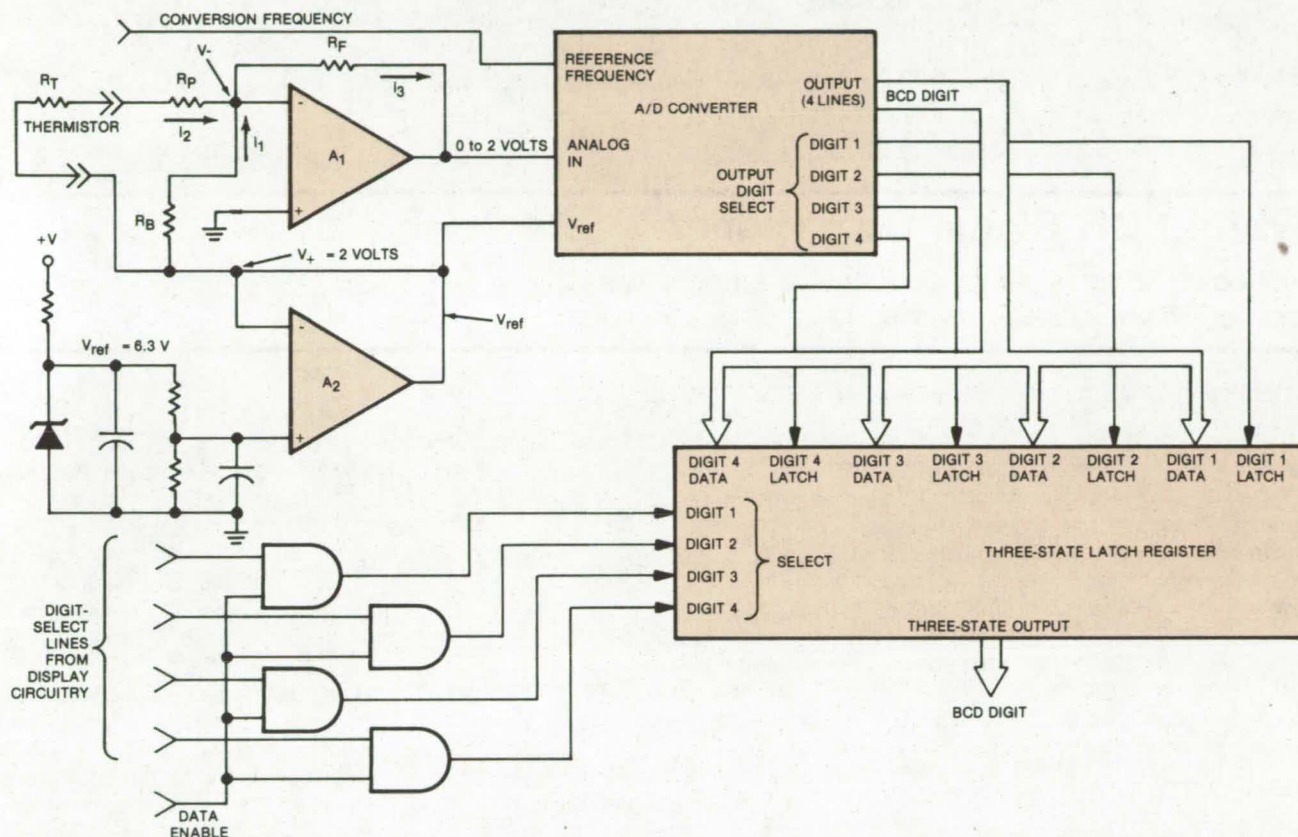 CONVERSION FREQUENCY
V-
RF
I3
RT
RP
THERMISTOR
I2
I1
A1
0 to 2 VOLTS
RB
REFERENCE
FREQUENCY
A/D CONVERTER
ANALOG
IN
Vref
OUTPUT
(4 LINES)
OUTPUT
DIGIT
SELECT
DIGIT 1
DIGIT 2
DIGIT 3
DIGIT 4
BCD DIGIT
+V
V+ = 2 VOLTS
Vref
Vref = 6.3 V
A2
-
+
-
+
DIGIT 4
DATA
DIGIT 4
LATCH
DIGIT 3
DATA
DIGIT 3
LATCH
DIGIT 2
DATA
DIGIT 2
LATCH
DIGIT 1
DATA
DIGIT 1
LATCH
DIGIT 1
DIGIT 2
DIGIT 3
DIGIT 4
SELECT
THREE-STATE LATCH REGISTER
THREE-STATE OUTPUT
BCD DIGIT
DIGIT-
SELECT
LINES
FROM
DISPLAY
CIRCUITRY
DATA
ENABLE